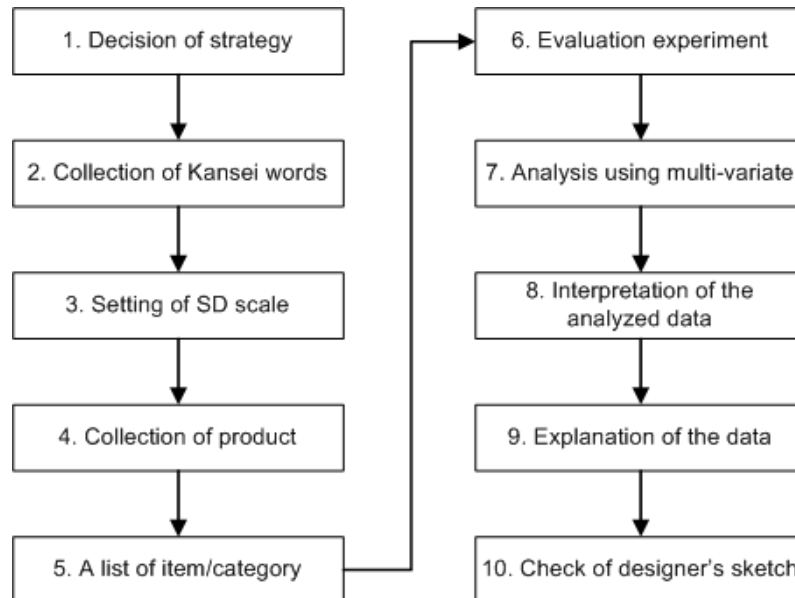 1. Decision of strategy
2. Collection of Kansei words
3. Setting of SD scale
4. Collection of product
5. A list of item/category
6. Evaluation experiment
7. Analysis using multi-variate
8. Interpretation of the
analyzed data
9. Explanation of the data
10. Check of designer's sketch